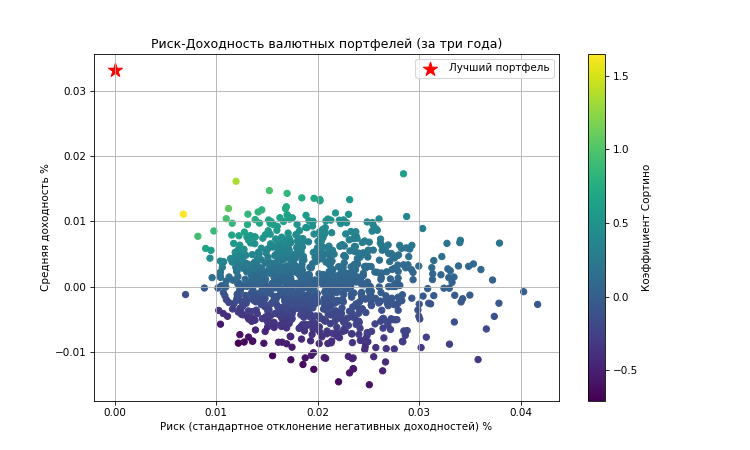 Риск-Доходность валютных портфелей (за три года)
Лучший портфель
Средняя доходность %
0.03
0.02
0.01
0.00
−0.01
0.00 0.01 0.02 0.03 0.04
Риск (стандартное отклонение негативных доходностей) %
1.5
1.0
0.5
0.0
−0.5
Коэффициент Сортино